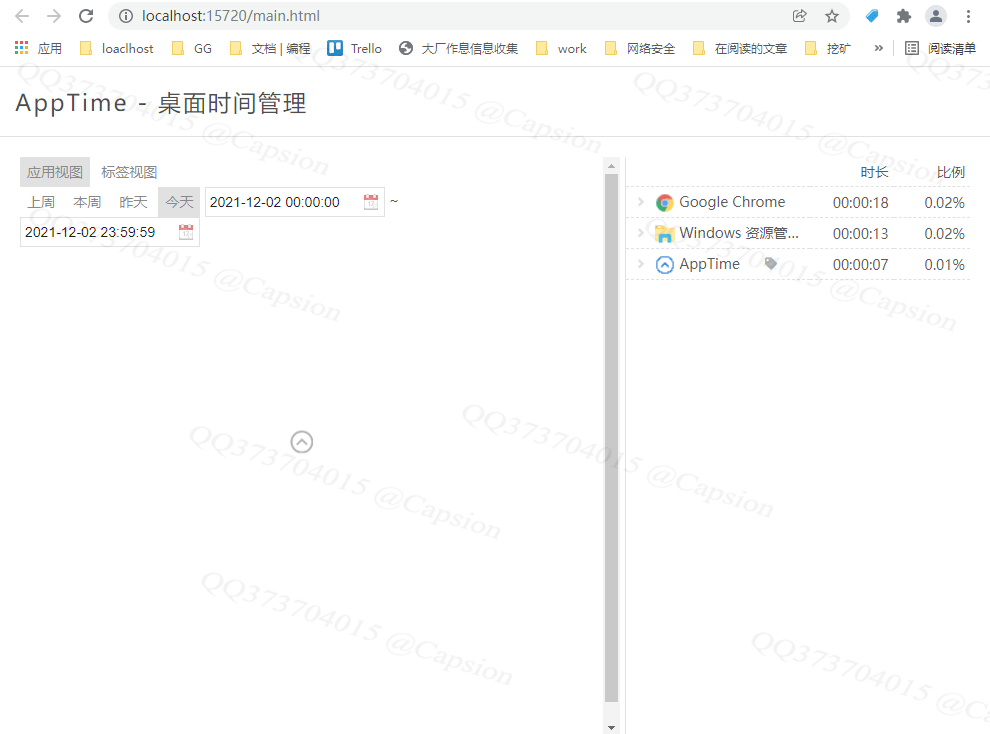 localhost:15720/main.html
应用 loaclhost GG 文档 | 编程 Trello 大厂作息信息收集 work 网络安全 在阅读的文章 挖矿 » 阅读清单
AppTime - 桌面时间管理
应用视图 标签视图
上周 本周 昨天 今天 2021-12-02 00:00:00 ~
2021-12-02 23:59:59
时长 比例
Google Chrome 00:00:18 0.02%
Windows 资源管... 00:00:13 0.02%
AppTime 00:00:07 0.01%
QQ373704015 @Capsion
QQ373704015 @Capsion
QQ373704015 @Capsion
QQ373704015 @Capsion
QQ373704015 @Capsion
QQ373704015 @Capsion
QQ373704015 @Capsion
QQ373704015 @Capsion